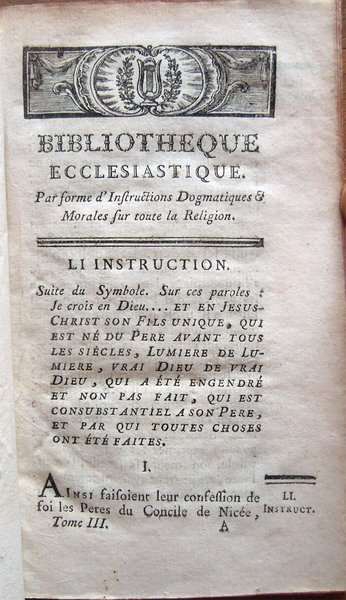 BIBLIOTHEQUE
ECCLESIASTIQUE.
Par forme d'Instructions Dogmatiques &
Morales sur toute la Religion.
LI INSTRUCTION.
Suite du Symbole. Sur ces paroles :
Je crois en Dieu.... ET EN JESUS-
CHRIST SON FILS UNIQUE, QUI
EST NÉ DU PERE AVANT TOUS
LES SIÈCLES, LUMIERE DE LU-
MIERE, VRAI DIEU DE VRAI
DIEU, QUI A ÉTÉ ENGENDRÉ
ET NON PAS FAIT, QUI EST
CONSUBSTANTIEL A SON PERE,
ET PAR QUI TOUTES CHOSES
ONT ÉTÉ FAITES.
I.
AINSI faisoient leur confession de
foi les Peres du Concile de Nicée,
LI.
INSTRUCT.
Tome III. A